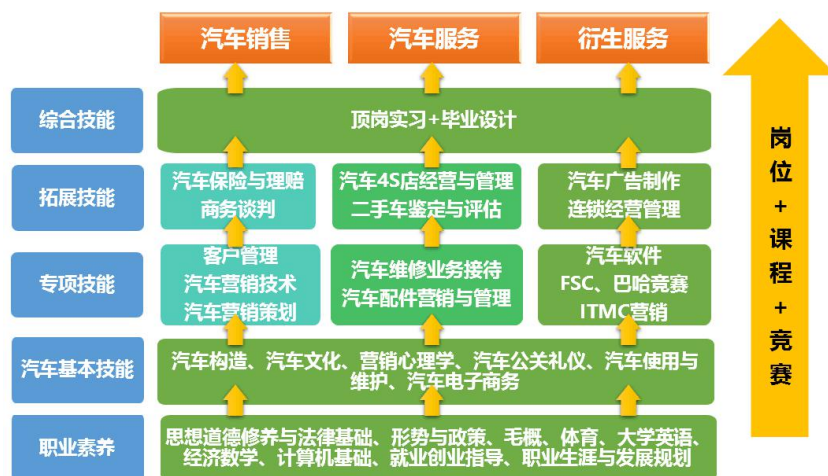 汽车销售
汽车服务
衍生服务
综合技能
顶岗实习+毕业设计
拓展技能
汽车保险与理赔
商务谈判
汽车4S店经营与管理
二手车鉴定与评估
汽车广告制作
连锁经营管理
专项技能
客户管理
汽车营销技术
汽车营销策划
汽车维修业务接待
汽车配件营销与管理
汽车软件
FSC、巴哈竞赛
ITMC营销
汽车基本技能
汽车构造、汽车文化、营销心理学、汽车公关礼仪、汽车使用与
维护、汽车电子商务
职业素养
思想道德修养与法律基础、形势与政策、毛概、体育、大学英语、
经济数学、计算机基础、就业创业指导、职业生涯与发展规划
岗位+课程+竞赛